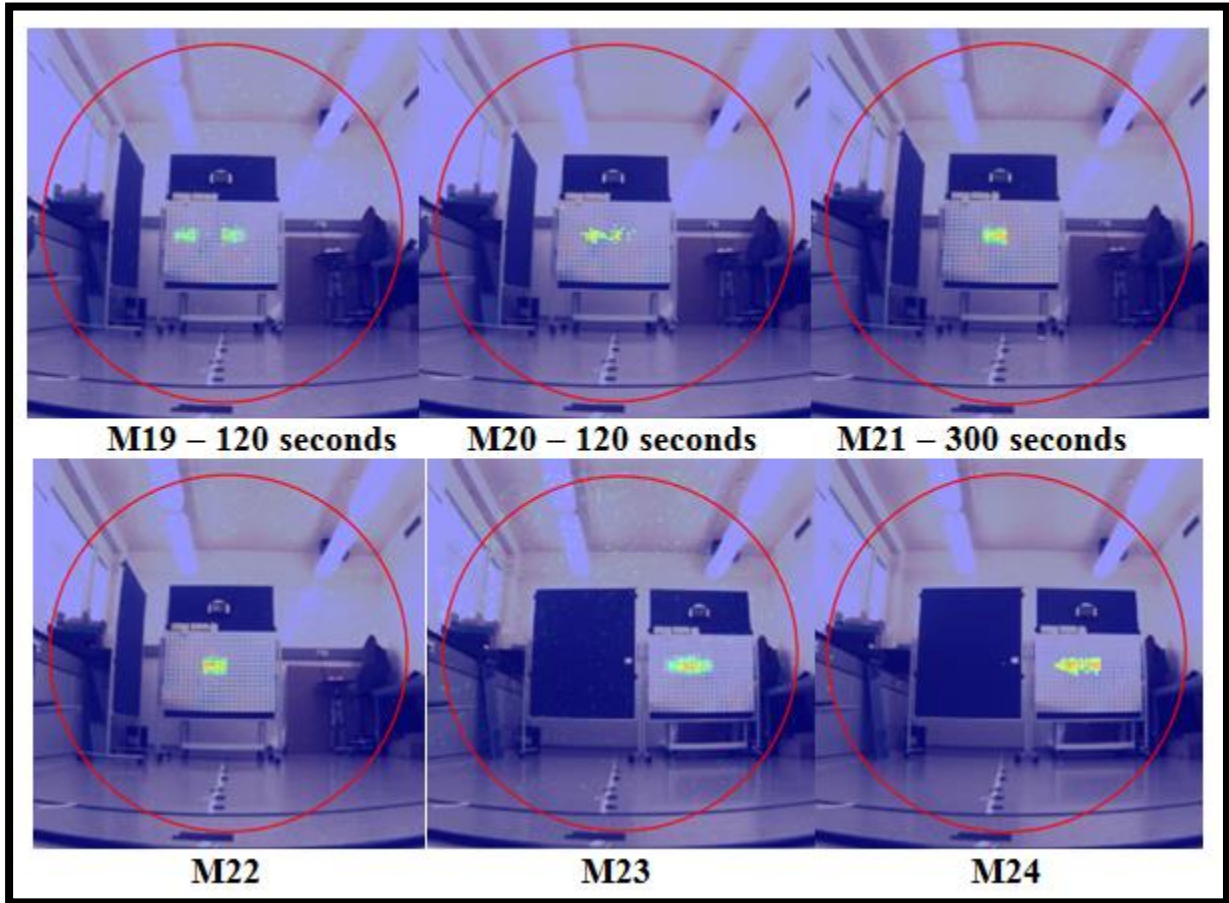 M19 – 120 seconds
M20 – 120 seconds
M21 – 300 seconds
M22
M23
M24